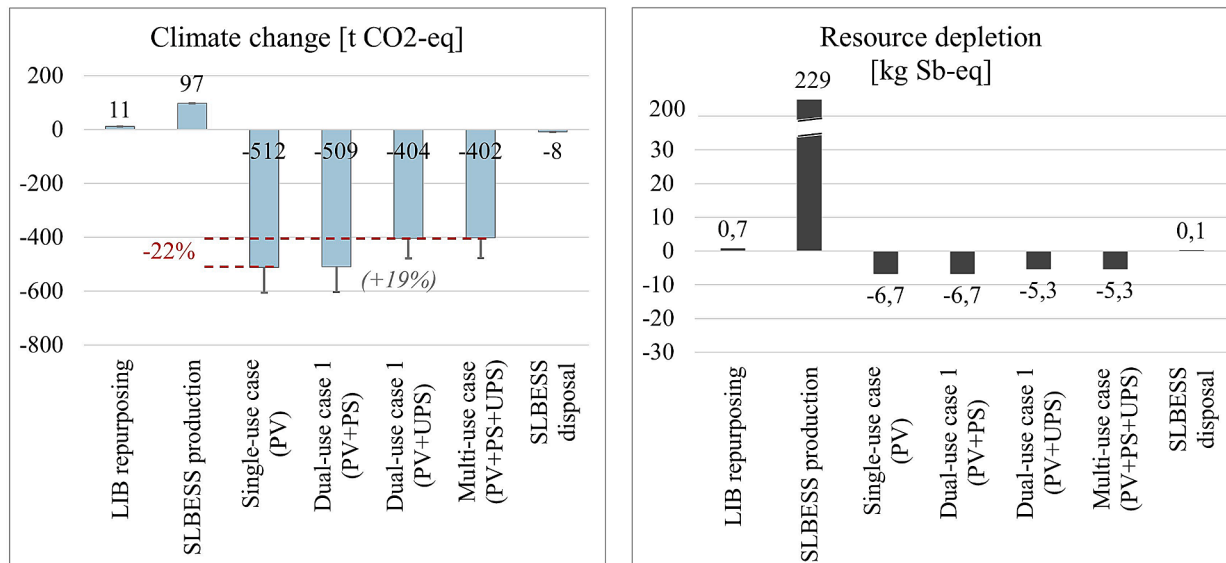 Climate change [t CO2-eq]
200
0
-200
-400
-600
-800
11
97
-512
-509
-404
-402
-8
-22%
(+19%)
LIB repurposing
SLBESS production
Single-use case
(PV)
Dual-use case 1
(PV+PS)
Dual-use case 1
(PV+UPS)
Multi-use case
(PV+PS+UPS)
SLBESS
disposal
Resource depletion
[kg Sb-eq]
200
30
20
10
0
-10
-20
-30
0,7
229
-6,7
-6,7
-5,3
-5,3
0,1
LIB repurposing
SLBESS production
Single-use case
(PV)
Dual-use case 1
(PV+PS)
Dual-use case 1
(PV+UPS)
Multi-use case
(PV+PS+UPS)
SLBESS
disposal